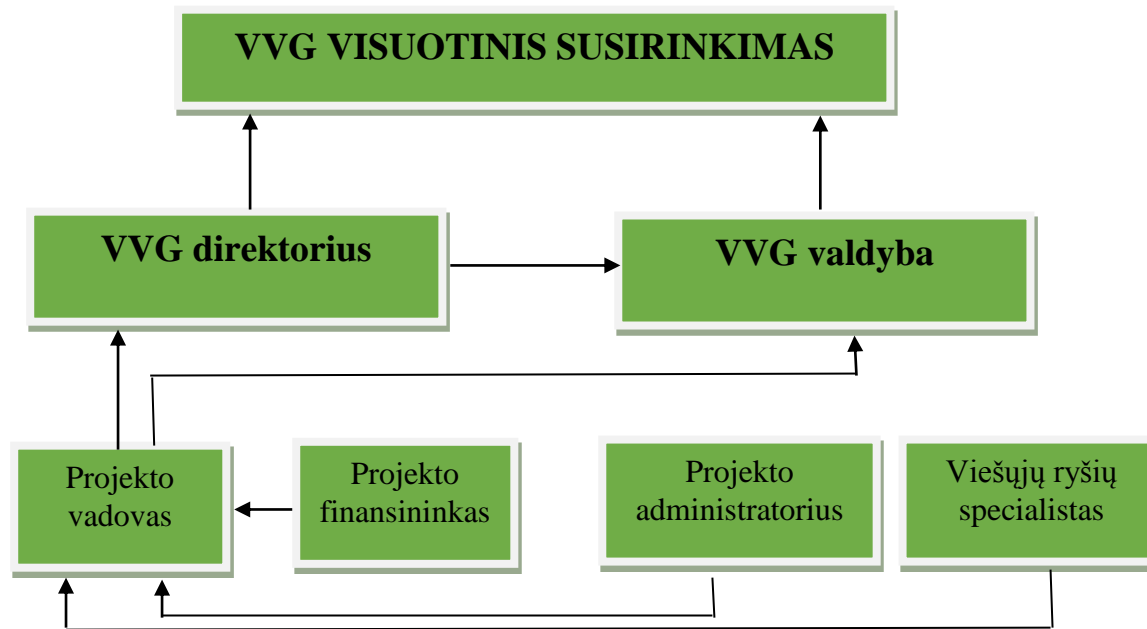 VVG VISUOTINIS SUSIRINKIMAS
VVG direktorius
VVG valdyba
Projekto
vadovas
Projekto
finansininkas
Projekto
administratorius
Viešųjų ryšių
specialistas